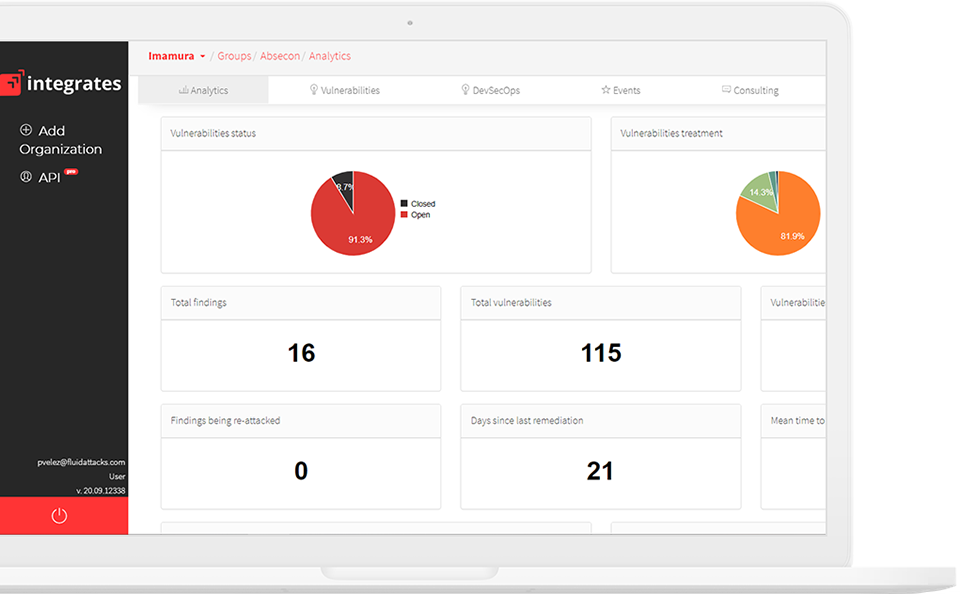 integrates
Add
Organization
API pro
pvelez@fluidattacks.com
User
v. 20.09.12338
Imamura / Groups / Absecon / Analytics
Analytics
Vulnerabilities
DevSecOps
Events
Consulting
Vulnerabilities status
8.7%
91.3%
Closed
Open
Vulnerabilities treatment
14.3%
81.9%
Total findings
16
Total vulnerabilities
115
Vulnerabilitie
Findings being re-attacked
0
Days since last remediation
21
Mean time to